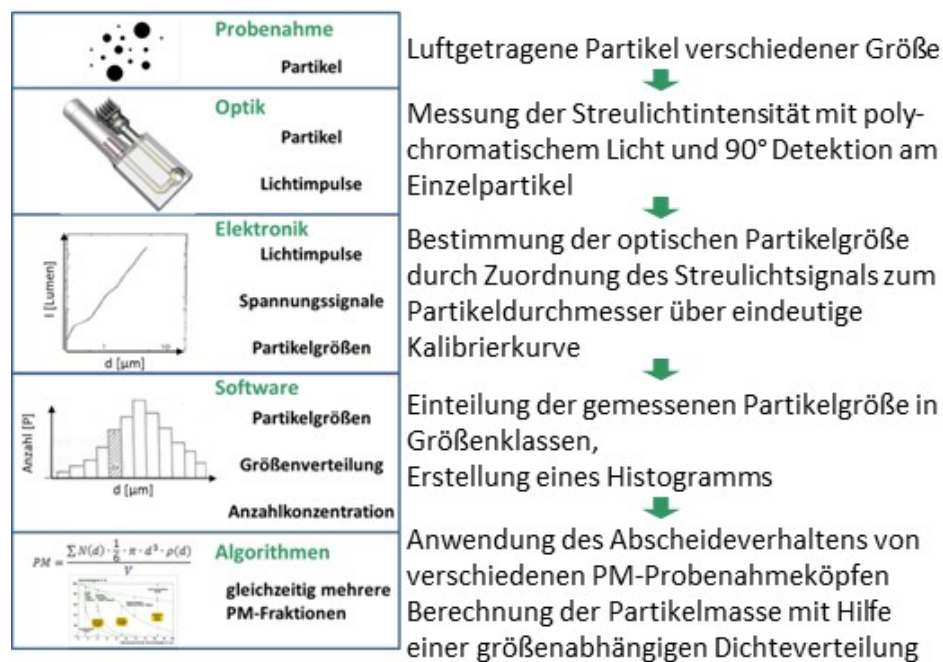 Probenahme
Partikel
Luftgetragene Partikel verschiedener Größe
Optik
Partikel
Lichtimpulse
Messung der Streulichtintensität mit poly-
chromatischem Licht und 90° Detektion am
Einzelpartikel
Elektronik
Lichtimpulse
Spannungssignale
Partikelgrößen
I [Lumen]
1
10
d [µm]
Bestimmung der optischen Partikelgröße
durch Zuordnung des Streulichtsignals zum
Partikeldurchmesser über eindeutige
Kalibrierkurve
Software
Partikelgrößen
Größenverteilung
Anzahlkonzentration
Anzahl [P]
d [µm]
Einteilung der gemessenen Partikelgröße in
Größenklassen,
Erstellung eines Histogramms
Algorithmen
gleichzeitig mehrere
PM-Fraktionen
PM = ∑ N(d) · 1/6 · π · d³ · ρ(d) / V
Anwendung des Abscheideverhaltens von
verschiedenen PM-Probenahmeköpfen
Berechnung der Partikelmasse mit Hilfe
einer größenabhängigen Dichteverteilung